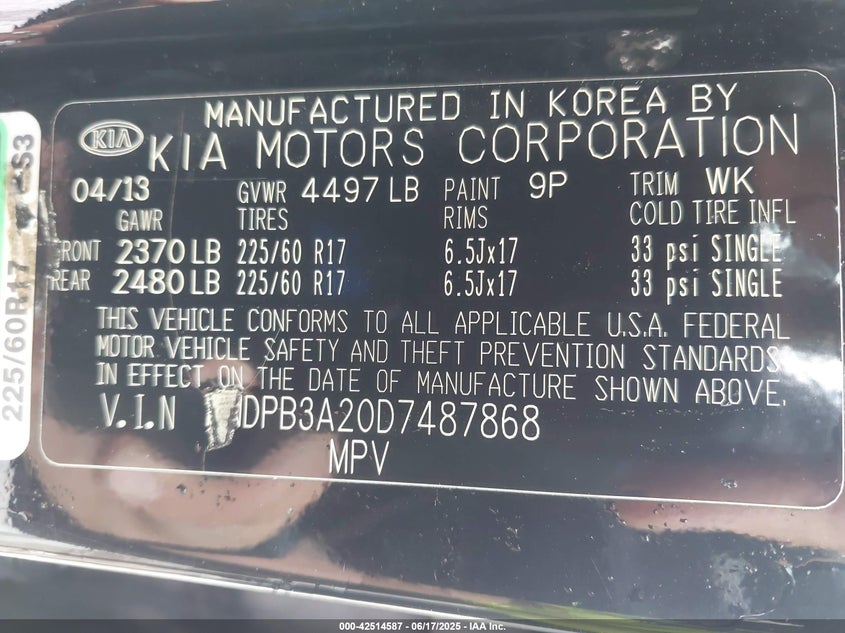 MANUFACTURED IN KOREA BY
KIA KIA MOTORS CORPORATION
04/13 GVWR 4497 LB PAINT 9P TRIM WK
GAWR TIRES RIMS COLD TIRE INFL
FRONT 2370 LB 225/60 R17 6.5Jx17 33 psi SINGLE
REAR 2480 LB 225/60 R17 6.5Jx17 33 psi SINGLE
THIS VEHICLE CONFORMS TO ALL APPLICABLE U.S.A. FEDERAL
MOTOR VEHICLE SAFETY AND THEFT PREVENTION STANDARDS
IN EFFECT ON THE DATE OF MANUFACTURE SHOWN ABOVE.
V.I.N DPB3A20D7487868
MPV
225/60R17
000-42514587 - 06/17/2025 - IAA Inc.